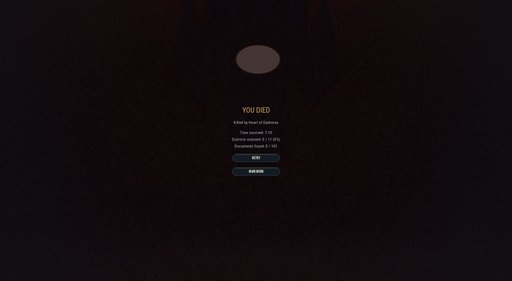 YOU DIED
Killed by Heart of Darkness
Time survived: 7:10
Districts restored: 0 / 11 (0%)
Documents found: 0 / 101
RETRY
MAIN MENU